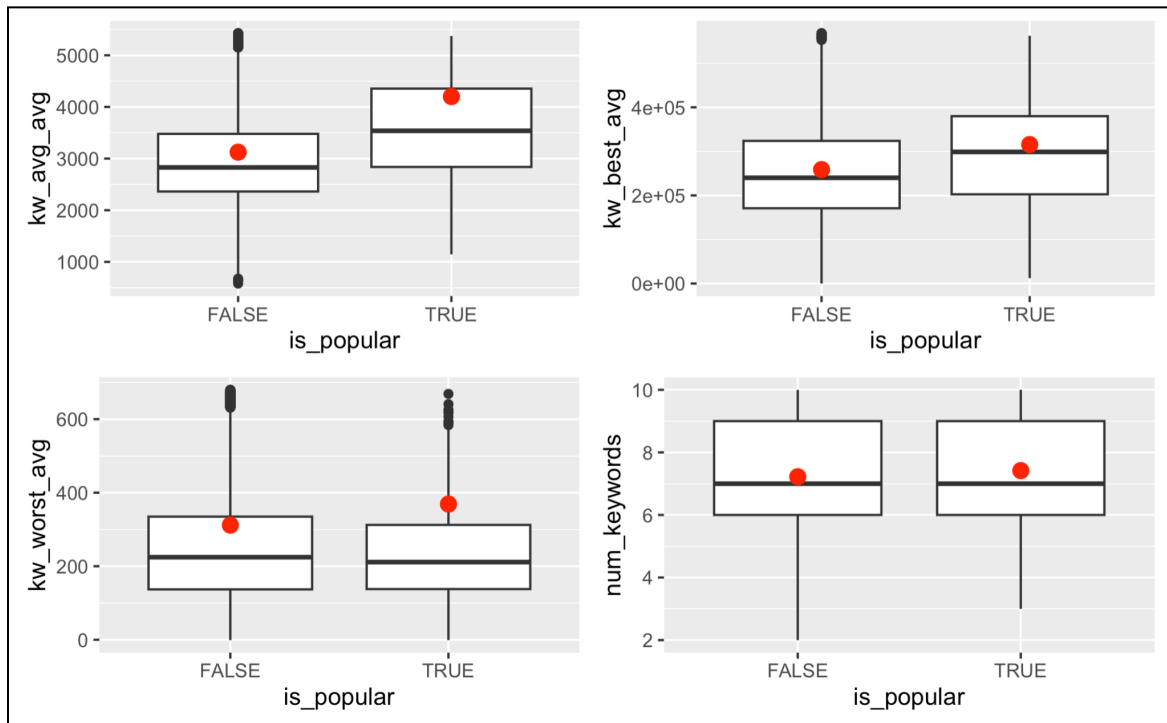 kw_avg_avg
5000
4000
3000
2000
1000
FALSE TRUE
is_popular
kw_best_avg
4e+05
2e+05
0e+00
FALSE TRUE
is_popular
kw_worst_avg
600
400
200
0
FALSE TRUE
is_popular
num_keywords
10
8
6
4
2
FALSE TRUE
is_popular